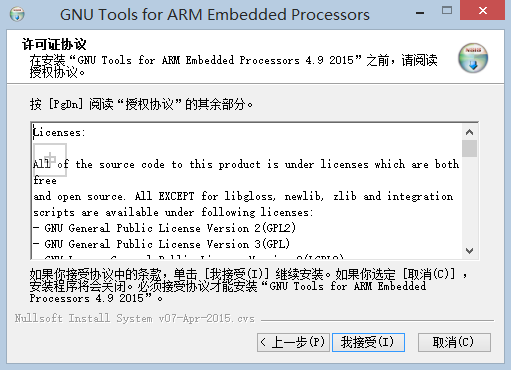 GNU Tools for ARM Embedded Processors
许可证协议
在安装“GNU Tools for ARM Embedded Processors 4.9 2015”之前，请阅读
授权协议。
按 [PgDn] 阅读“授权协议”的其余部分。
Licenses:
All of the source code to this product is under licenses which are both
free
and open source. All EXCEPT for libgloss, newlib, zlib and integration
scripts are available under following licenses:
- GNU General Public License Version 2(GPL2)
- GNU General Public License Version 3(GPL)
如果你接受协议中的条款，单击 [我接受(I)] 继续安装。如果你选定 [取消(C)] ，
安装程序将会关闭。必须接受协议才能安装“GNU Tools for ARM Embedded
Processors 4.9 2015”。
Nullsoft Install System v07-Apr-2015.cvs
< 上一步(P) 我接受(I) 取消(C)